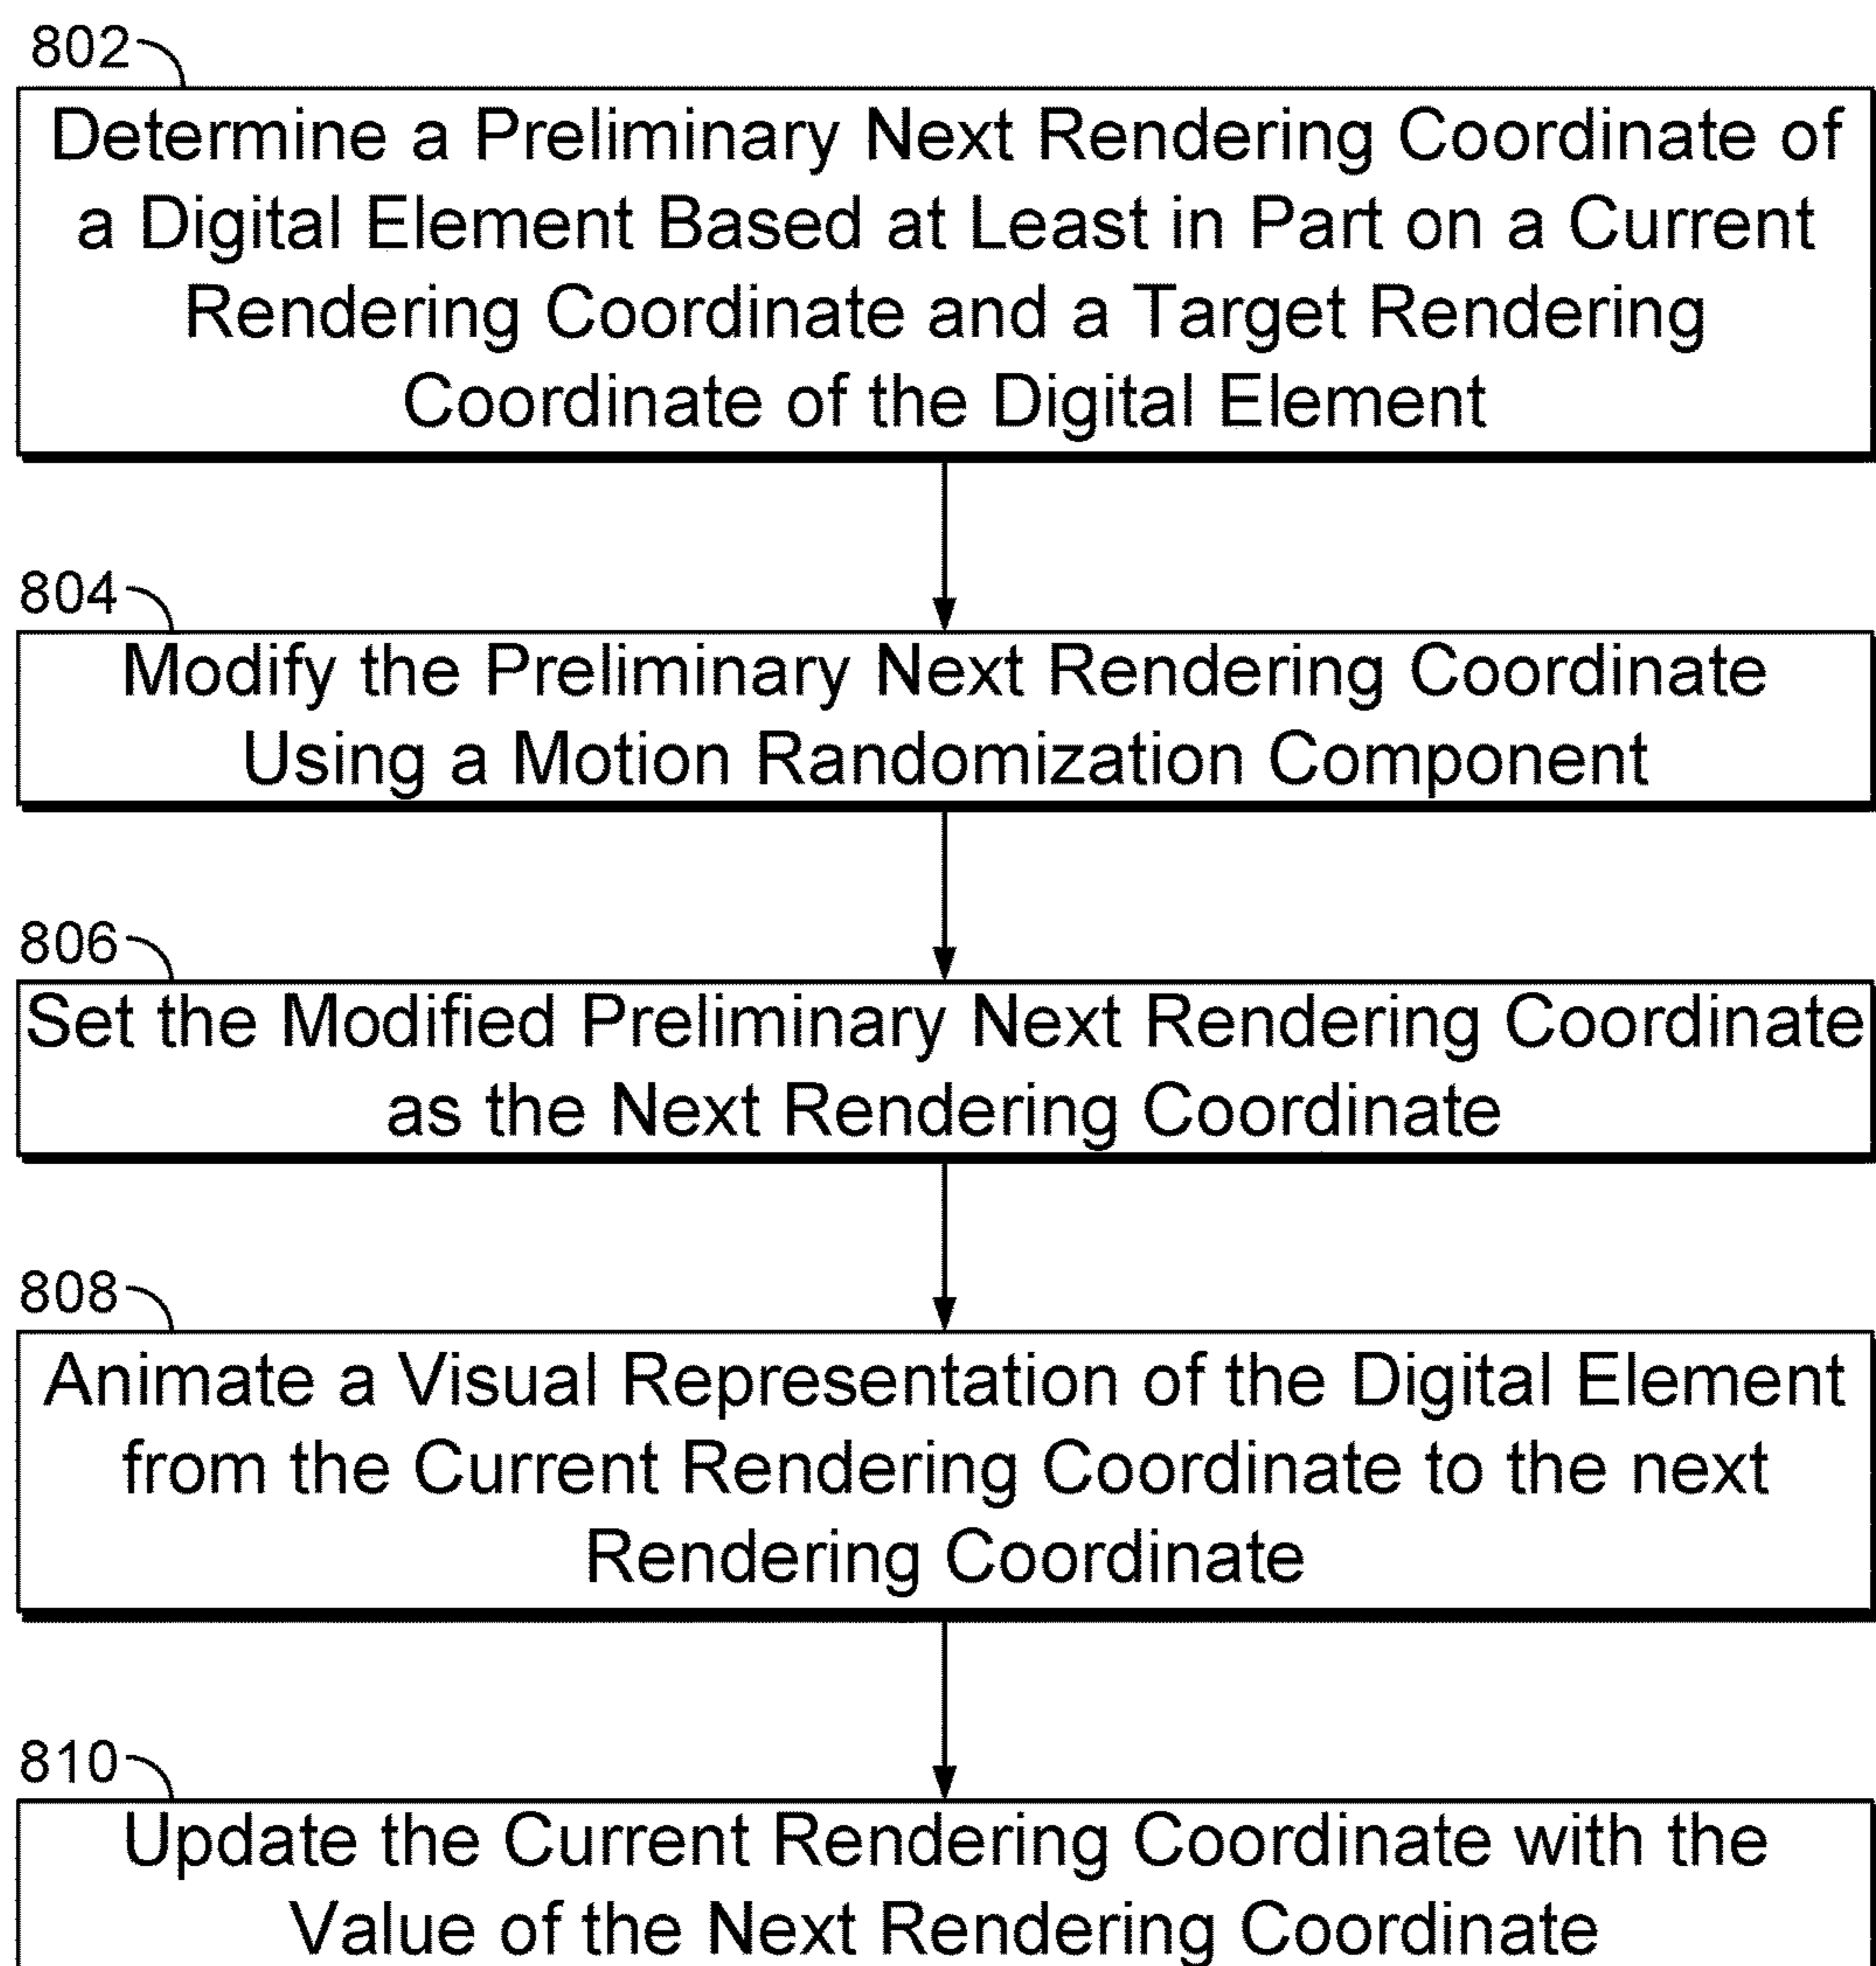 802
Determine a Preliminary Next Rendering Coordinate of
a Digital Element Based at Least in Part on a Current
Rendering Coordinate and a Target Rendering
Coordinate of the Digital Element
804
Modify the Preliminary Next Rendering Coordinate
Using a Motion Randomization Component
806
Set the Modified Preliminary Next Rendering Coordinate
as the Next Rendering Coordinate
808
Animate a Visual Representation of the Digital Element
from the Current Rendering Coordinate to the next
Rendering Coordinate
810
Update the Current Rendering Coordinate with the
Value of the Next Rendering Coordinate